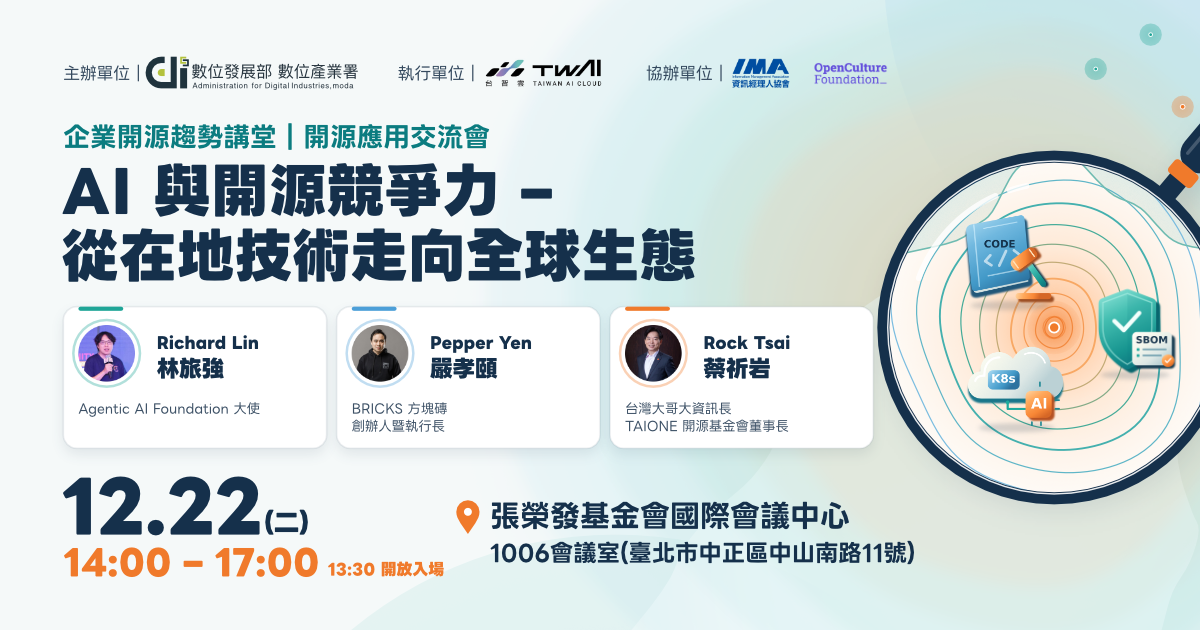 主辦單位 | di 數位發展部 數位產業署
Administration for Digital Industries, moda
執行單位 | TWAI
台智雲 TAIWAN AI CLOUD
協辦單位 | IMA
Information Management Association
資訊經理人協會
OpenCulture
Foundation_
企業開源趨勢講堂|開源應用交流會
AI 與開源競爭力 –
從在地技術走向全球生態
Richard Lin
林旅強
Agentic AI Foundation 大使
Pepper Yen
嚴孝頤
BRICKS 方塊磚
創辦人暨執行長
Rock Tsai
蔡祈岩
台灣大哥大資訊長
TAIONE 開源基金會董事長
CODE
</>
SBOM
K8s
AI
12.22(二)
14:00 – 17:00 13:30 開放入場
張榮發基金會國際會議中心
1006會議室(臺北市中正區中山南路11號)